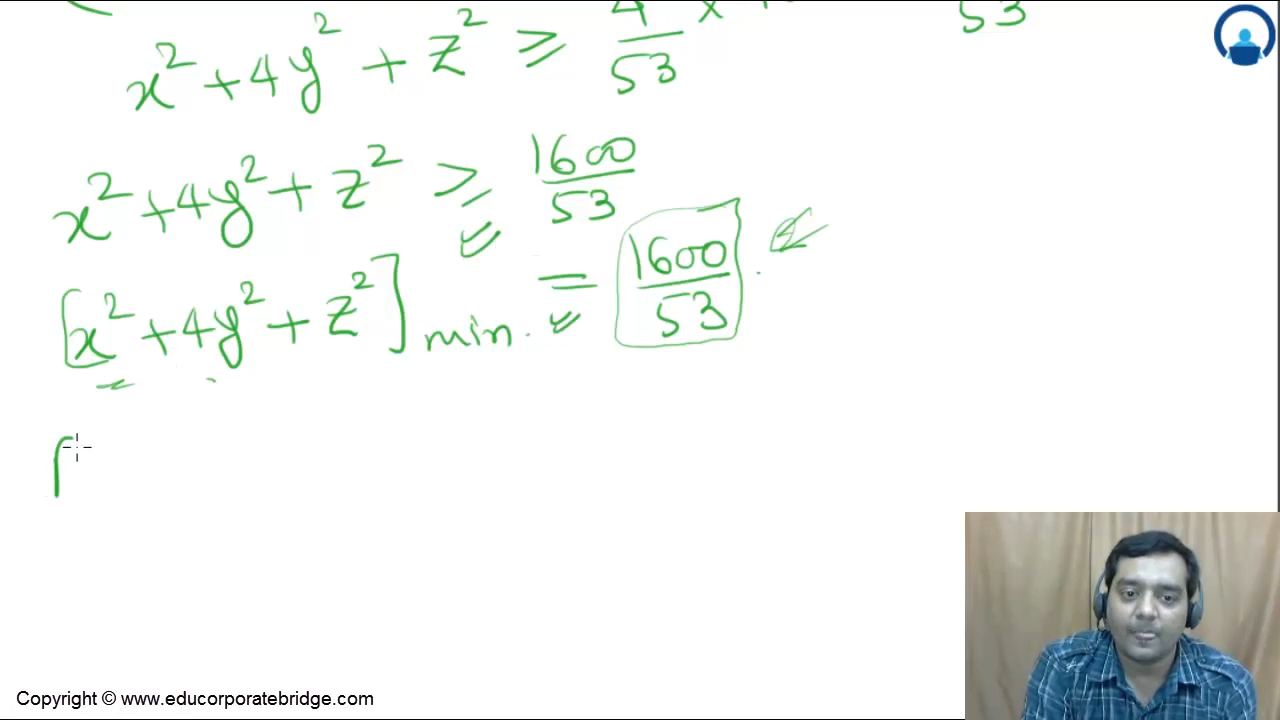 x² + 4y² + z² ≥ 4/53 ×
53
x² + 4y² + z² ≥ 1600/53
[x² + 4y² + z²] min. = 1600/53.
Copyright © www.educorporatebridge.com